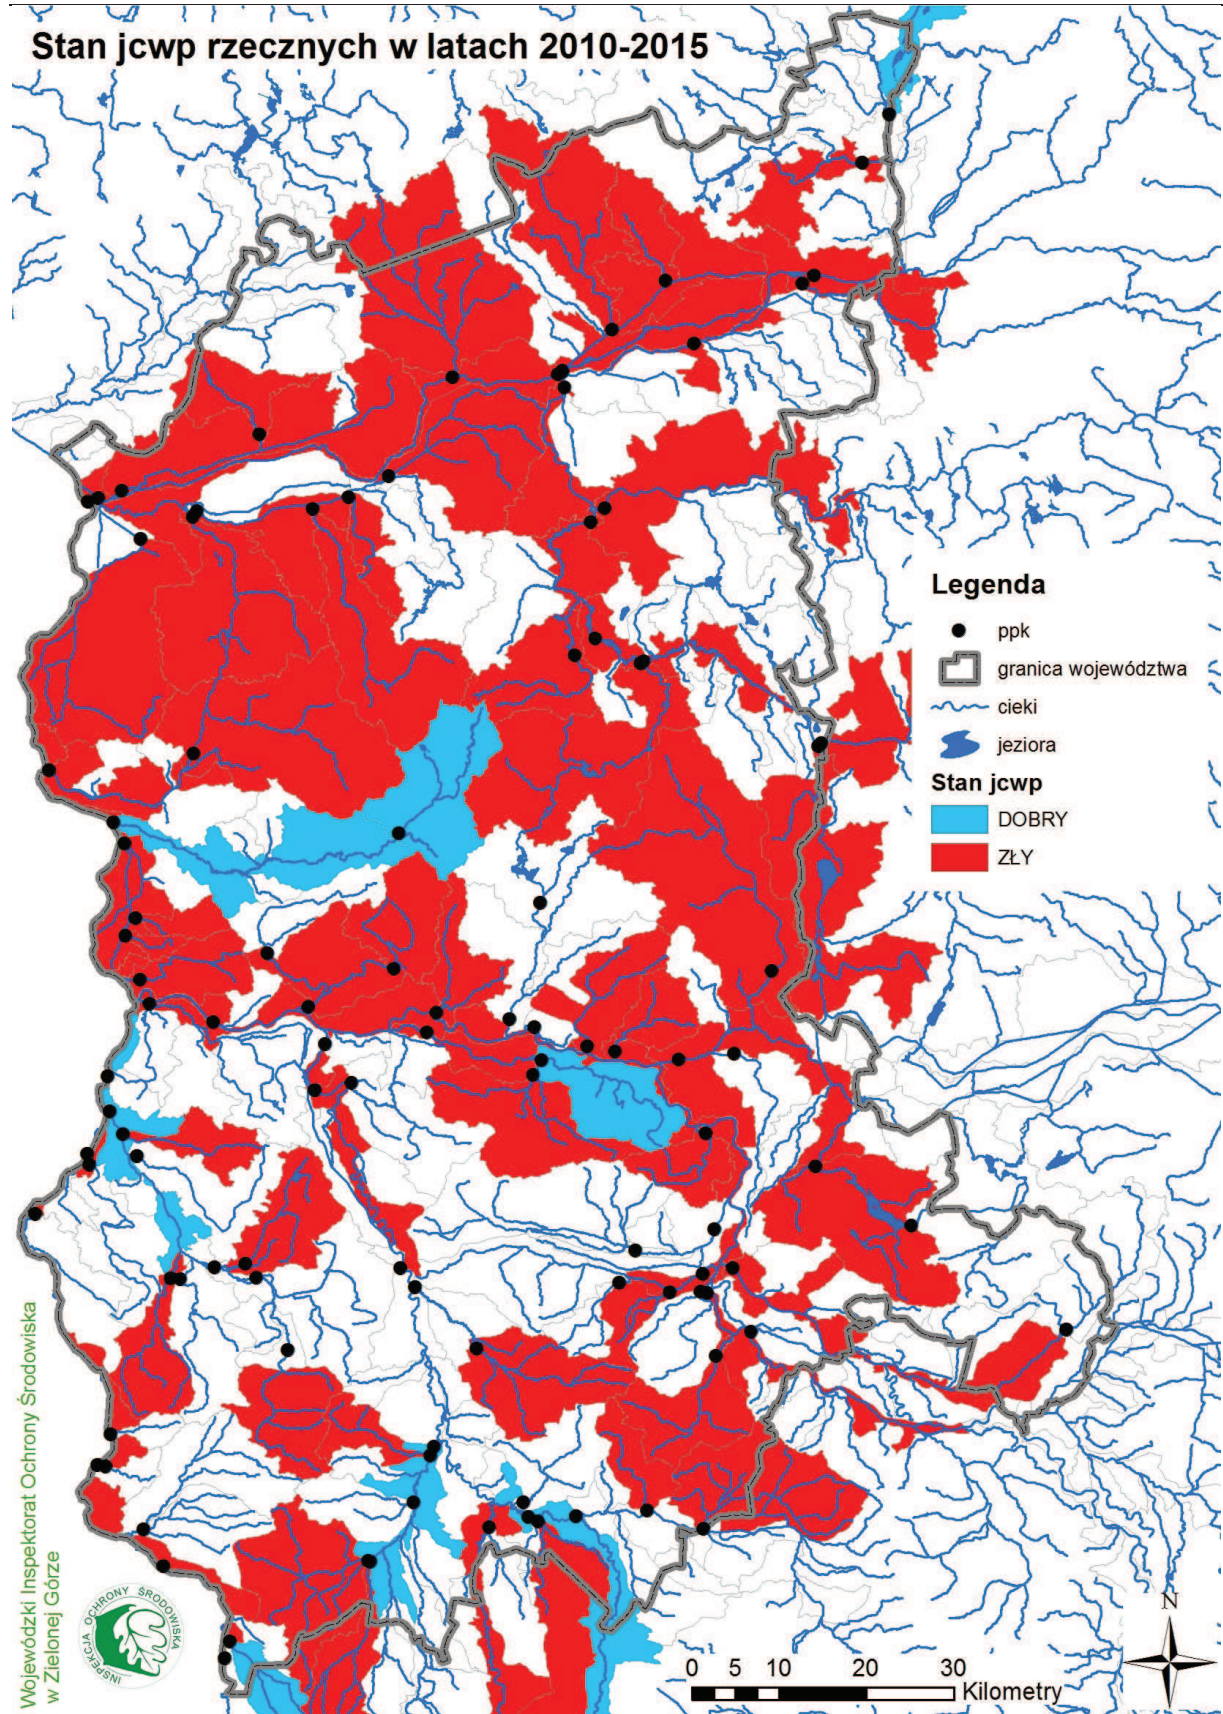 Stan jcwp rzecznych w latach 2010-2015
Legenda
ppk
granica województwa
cieki
jeziora
Stan jcwp
DOBRY
ZŁY
Wojewódzki Inspektorat Ochrony Środowiska
w Zielonej Górze
INSPEKCJA OCHRONY ŚRODOWISKA
N
0 5 10 20 30
Kilometry